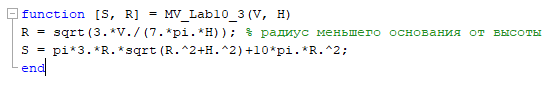 function [S, R] = MV_Lab10_3(V, H)
R = sqrt(3.*V./(7.*pi.*H)); % радиус меньшего основания от высоты
S = pi*3.*R.*sqrt(R.^2+H.^2)+10*pi.*R.^2;
end